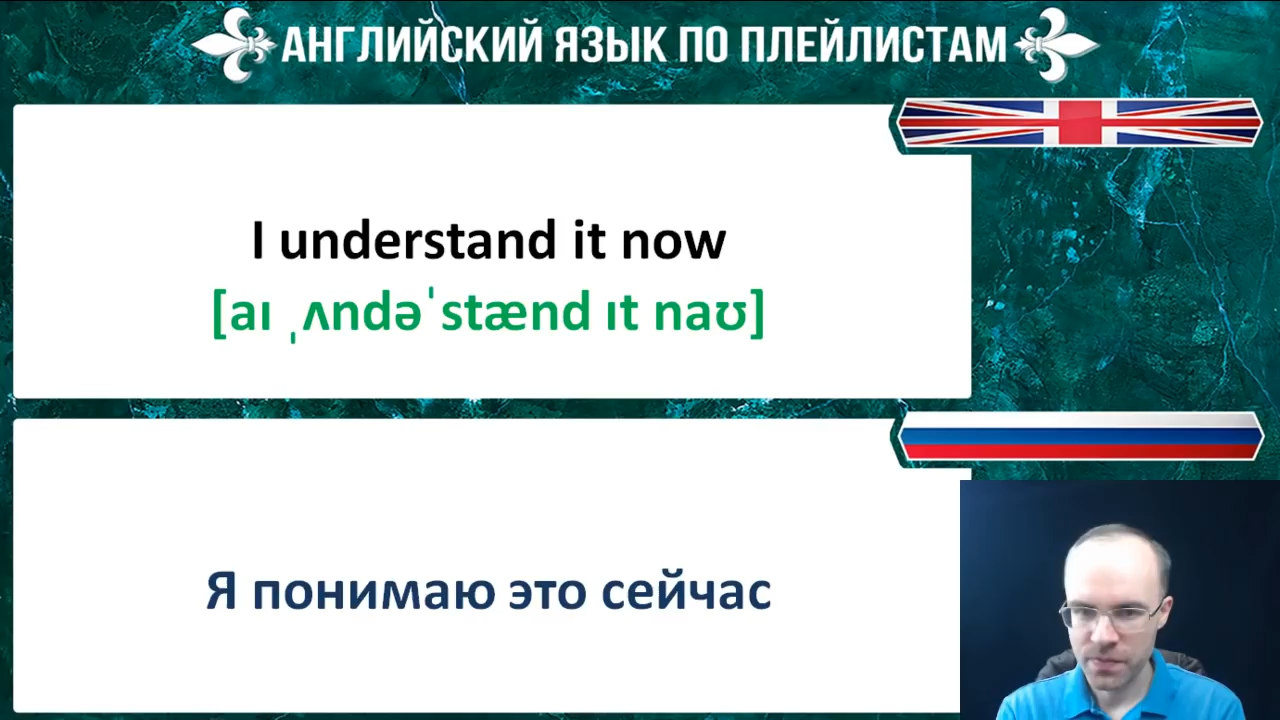 АНГЛИЙСКИЙ ЯЗЫК ПО ПЛЕЙЛИСТАМ
I understand it now
[aɪ ˌʌndəˈstænd ɪt naʊ]
Я понимаю это сейчас